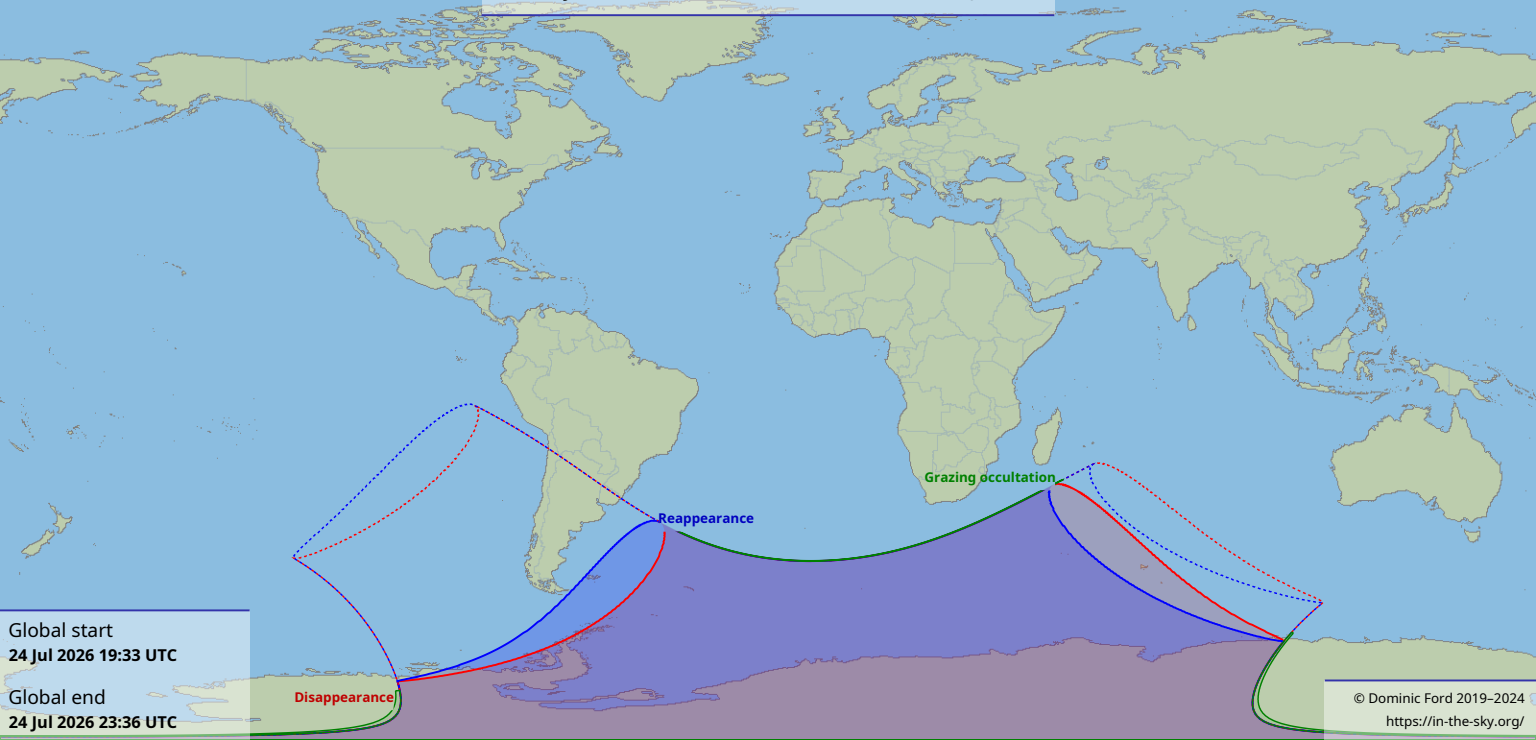 Grazing occultation
Reappearance
Disappearance
Global start
24 Jul 2026 19:33 UTC
Global end
24 Jul 2026 23:36 UTC
© Dominic Ford 2019–2024
https://in-the-sky.org/